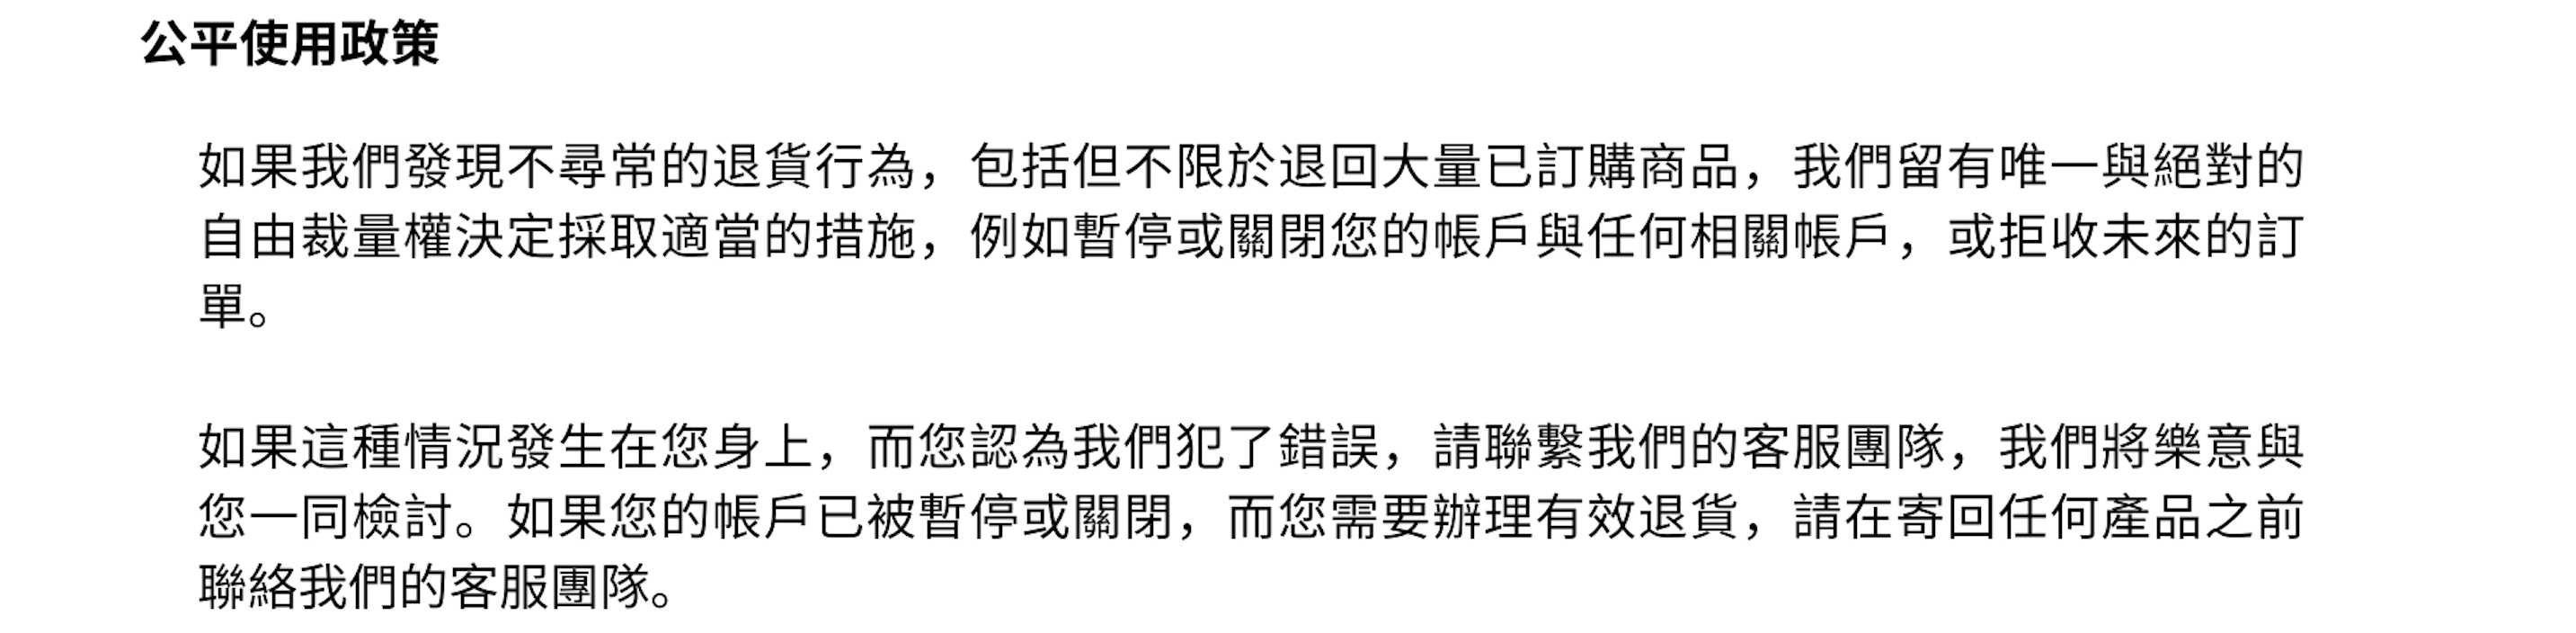 公平使用政策
如果我們發現不尋常的退貨行為，包括但不限於退回大量已訂購商品，我們留有唯一與絕對的
自由裁量權決定採取適當的措施，例如暫停或關閉您的帳戶與任何相關帳戶，或拒收未來的訂
單。
如果這種情況發生在您身上，而您認為我們犯了錯誤，請聯繫我們的客服團隊，我們將樂意與
您一同檢討。如果您的帳戶已被暫停或關閉，而您需要辦理有效退貨，請在寄回任何產品之前
聯絡我們的客服團隊。